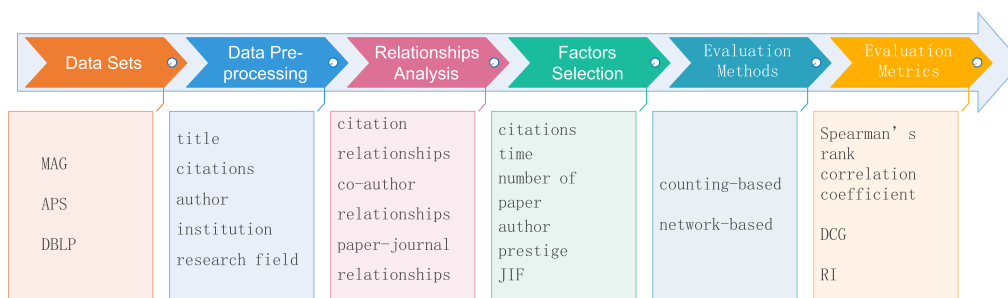 Data Sets
Data Pre-
processing
Relationships
Analysis
Factors
Selection
Evaluation
Methods
Evaluation
Metrics
MAG
APS
DBLP
title
citations
author
institution
research field
citation
relationships
co-author
relationships
paper-journal
relationships
citations
time
number of
paper
author
prestige
JIF
counting-based
network-based
Spearman’s
rank
correlation
coefficient
DCG
RI